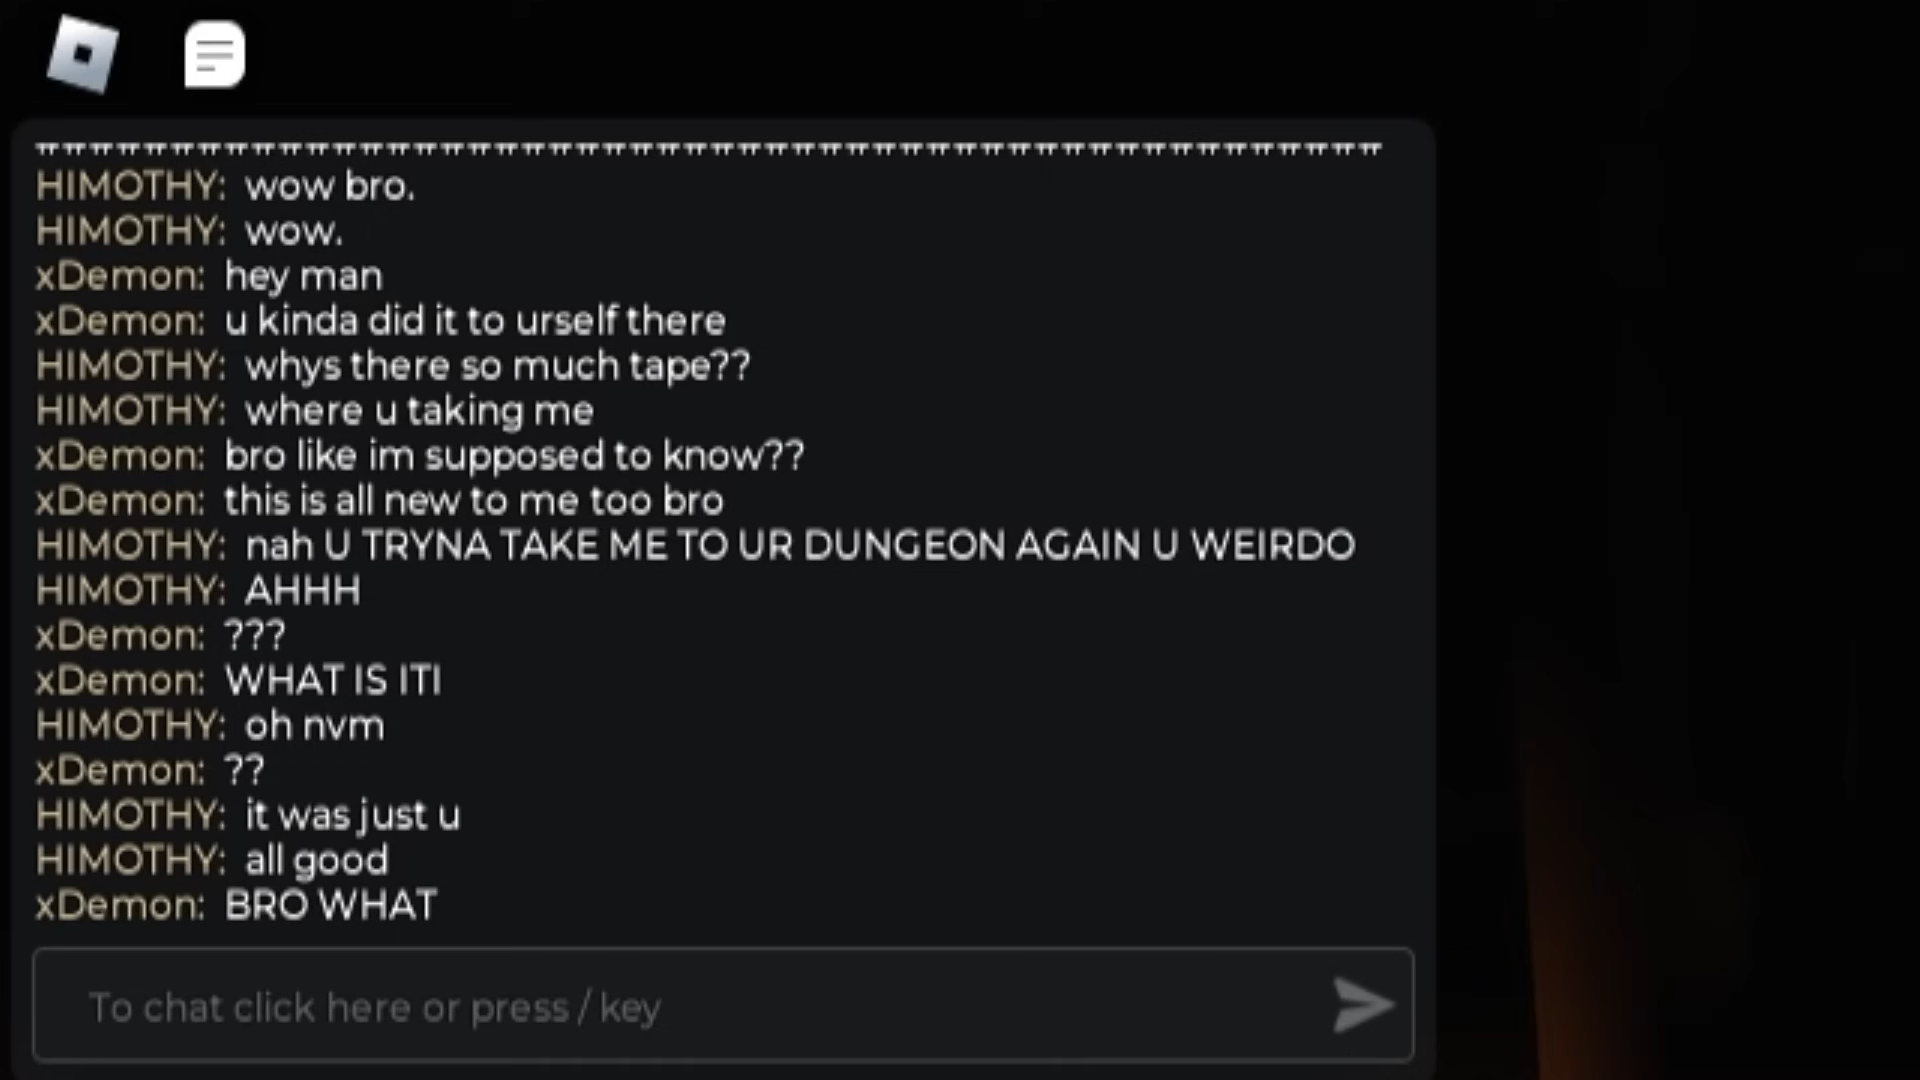 HIMOTHY: wow bro.
HIMOTHY: wow.
xDemon: hey man
xDemon: u kinda did it to urself there
HIMOTHY: whys there so much tape??
HIMOTHY: where u taking me
xDemon: bro like im supposed to know??
xDemon: this is all new to me too bro
HIMOTHY: nah U TRYNA TAKE ME TO UR DUNGEON AGAIN U WEIRDO
HIMOTHY: AHHH
xDemon: ???
xDemon: WHAT IS ITI
HIMOTHY: oh nvm
xDemon: ??
HIMOTHY: it was just u
HIMOTHY: all good
xDemon: BRO WHAT
To chat click here or press / key